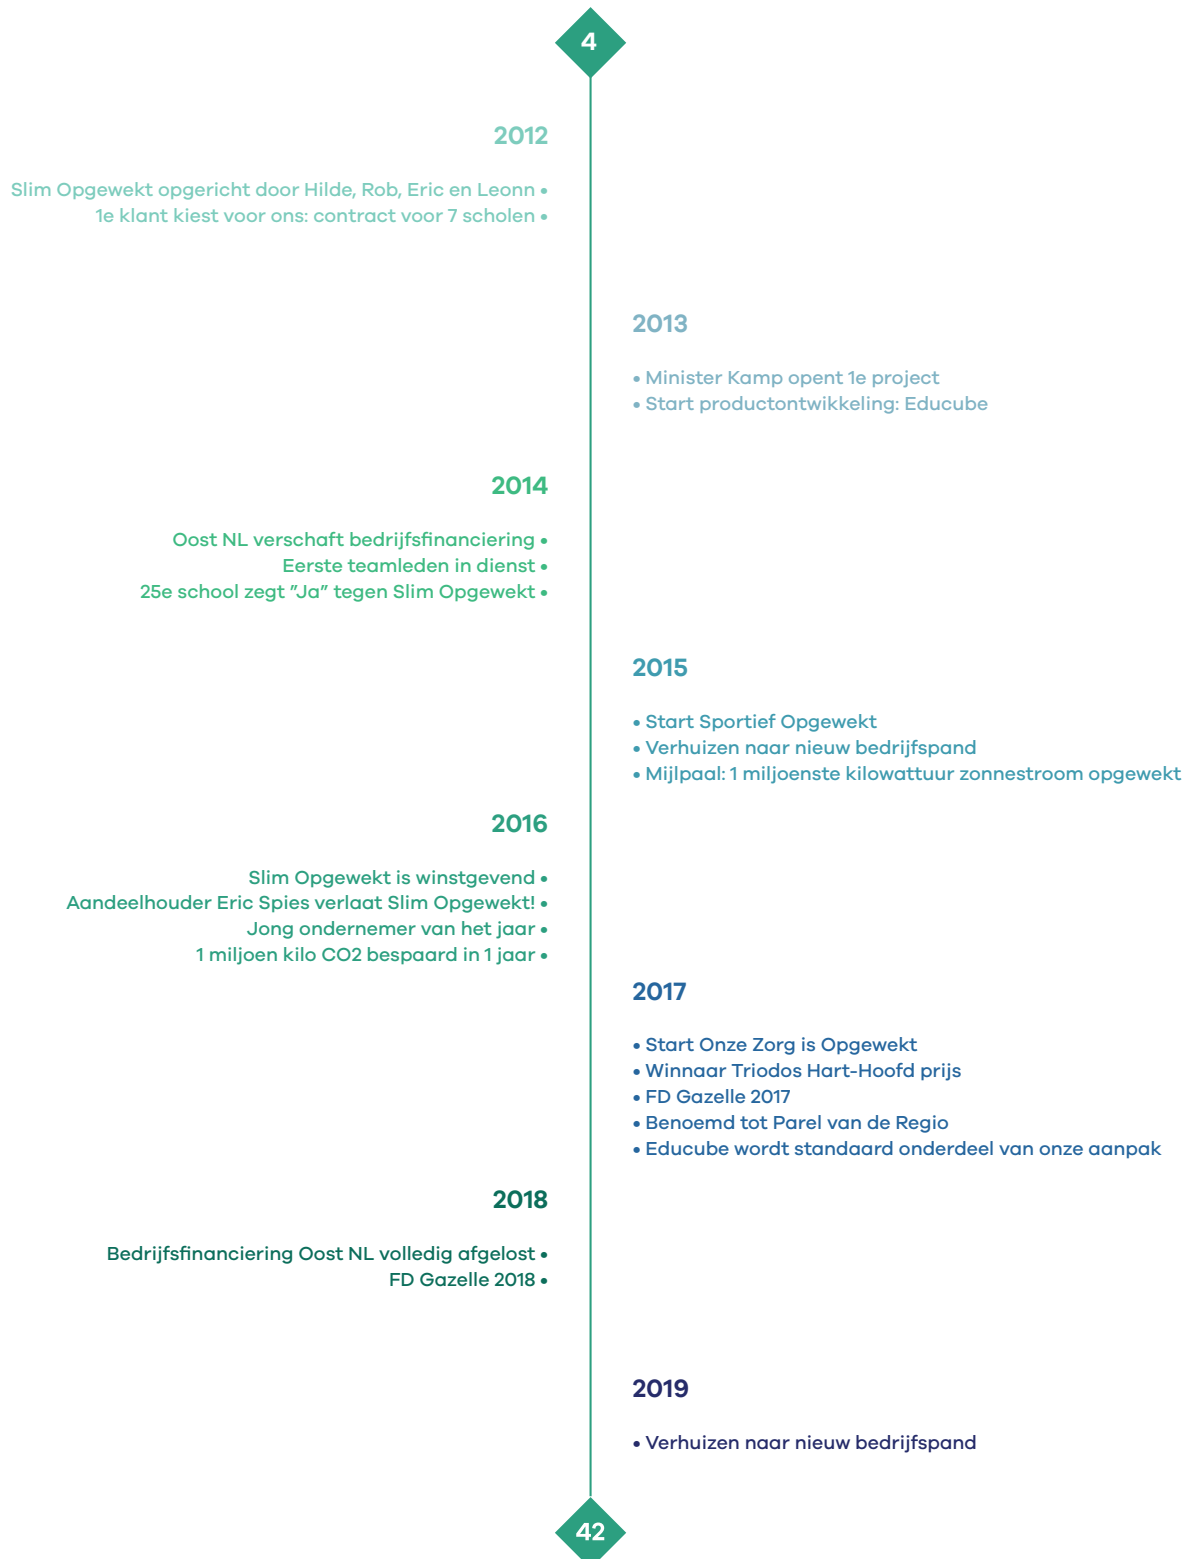 4
2012
Slim Opgewekt opgericht door Hilde, Rob, Eric en Leonn •
1e klant kiest voor ons: contract voor 7 scholen •
2013
• Minister Kamp opent 1e project
• Start productontwikkeling: Educube
2014
Oost NL verschaft bedrijfsfinanciering •
Eerste teamleden in dienst •
25e school zegt ”Ja” tegen Slim Opgewekt •
2015
• Start Sportief Opgewekt
• Verhuizen naar nieuw bedrijfspand
• Mijlpaal: 1 miljoenste kilowattuur zonnestroom opgewekt
2016
Slim Opgewekt is winstgevend •
Aandeelhouder Eric Spies verlaat Slim Opgewekt! •
Jong ondernemer van het jaar •
1 miljoen kilo CO2 bespaard in 1 jaar •
2017
• Start Onze Zorg is Opgewekt
• Winnaar Triodos Hart-Hoofd prijs
• FD Gazelle 2017
• Benoemd tot Parel van de Regio
• Educube wordt standaard onderdeel van onze aanpak
2018
Bedrijfsfinanciering Oost NL volledig afgelost •
FD Gazelle 2018 •
2019
• Verhuizen naar nieuw bedrijfspand
42